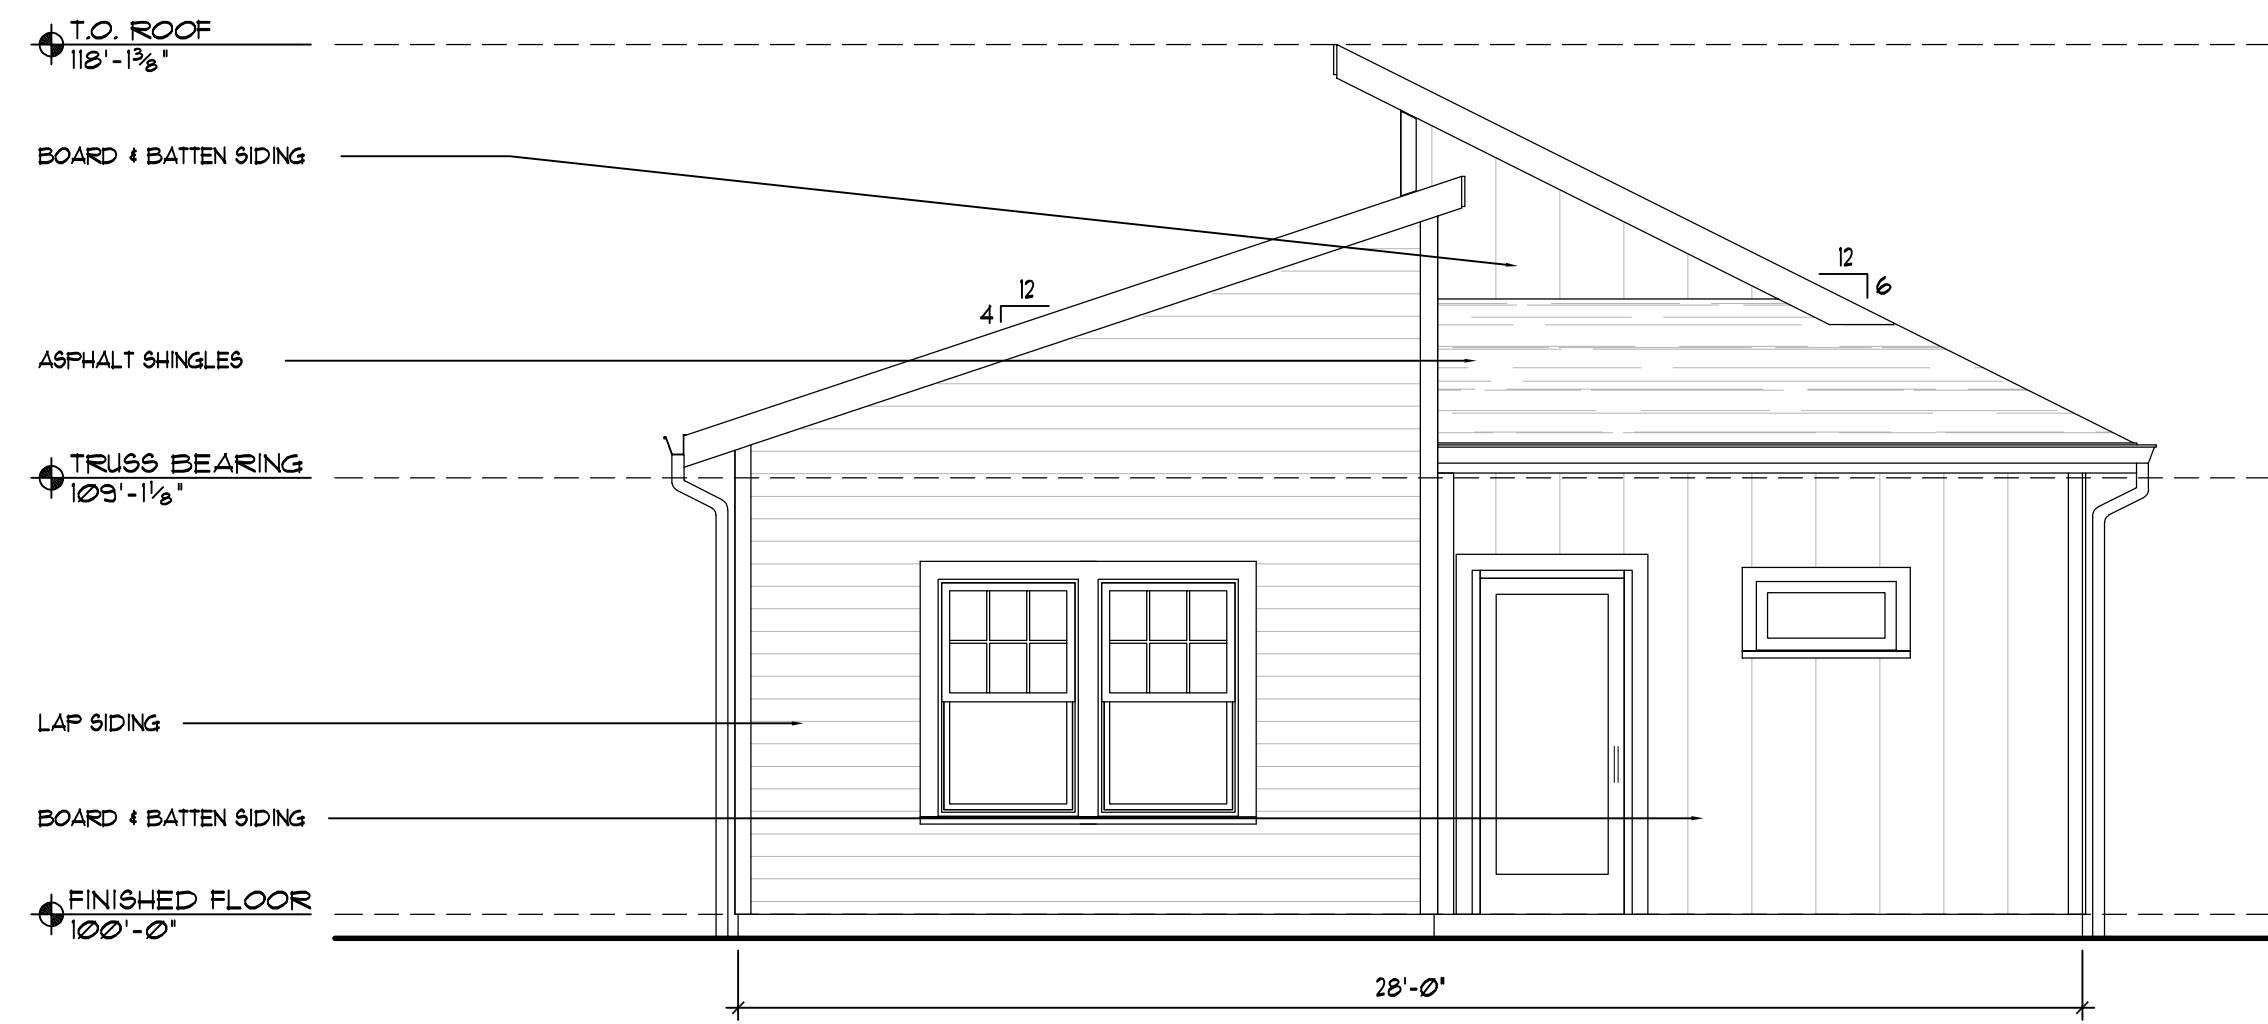 T.O. ROOF
118'-1⅜"
BOARD & BATTEN SIDING
12
6
12
4
ASPHALT SHINGLES
TRUSS BEARING
109'-1⅛"
LAP SIDING
BOARD & BATTEN SIDING
FINISHED FLOOR
100'-0"
28'-0"